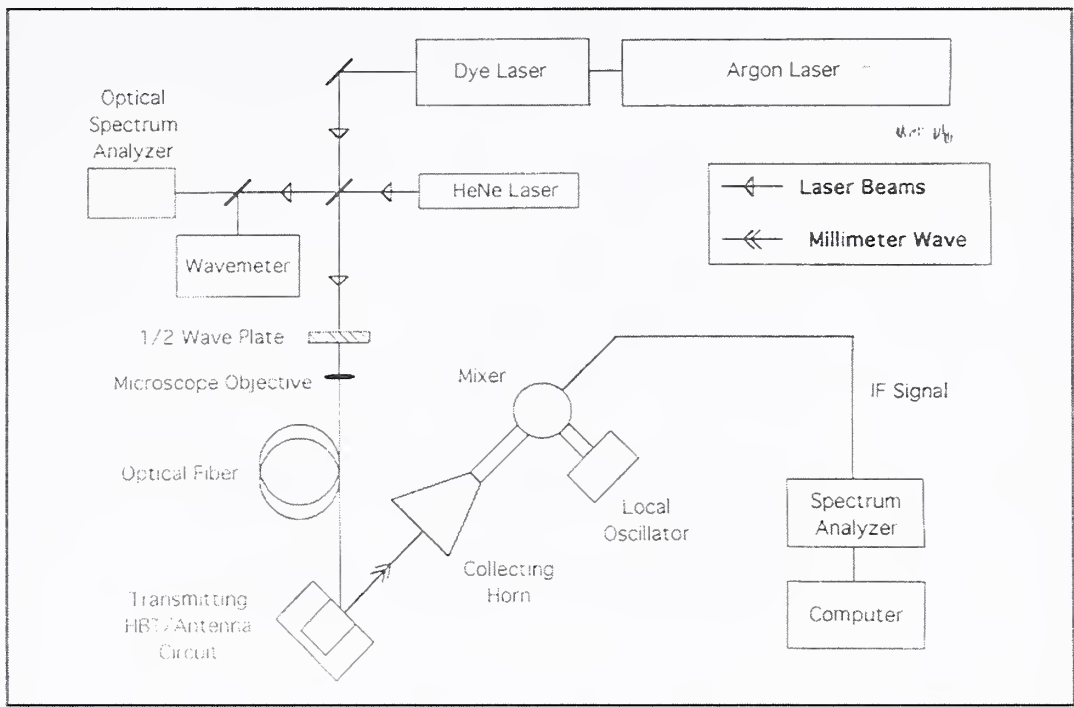 Dye Laser
Argon Laser
Optical
Spectrum
Analyzer
HeNe Laser
Laser Beams
Millimeter Wave
Wavemeter
1/2 Wave Plate
Microscope Objective
Mixer
IF Signal
Optical Fiber
Local
Oscillator
Spectrum
Analyzer
Collecting
Horn
Transmitting
HBT/Antenna
Circuit
Computer